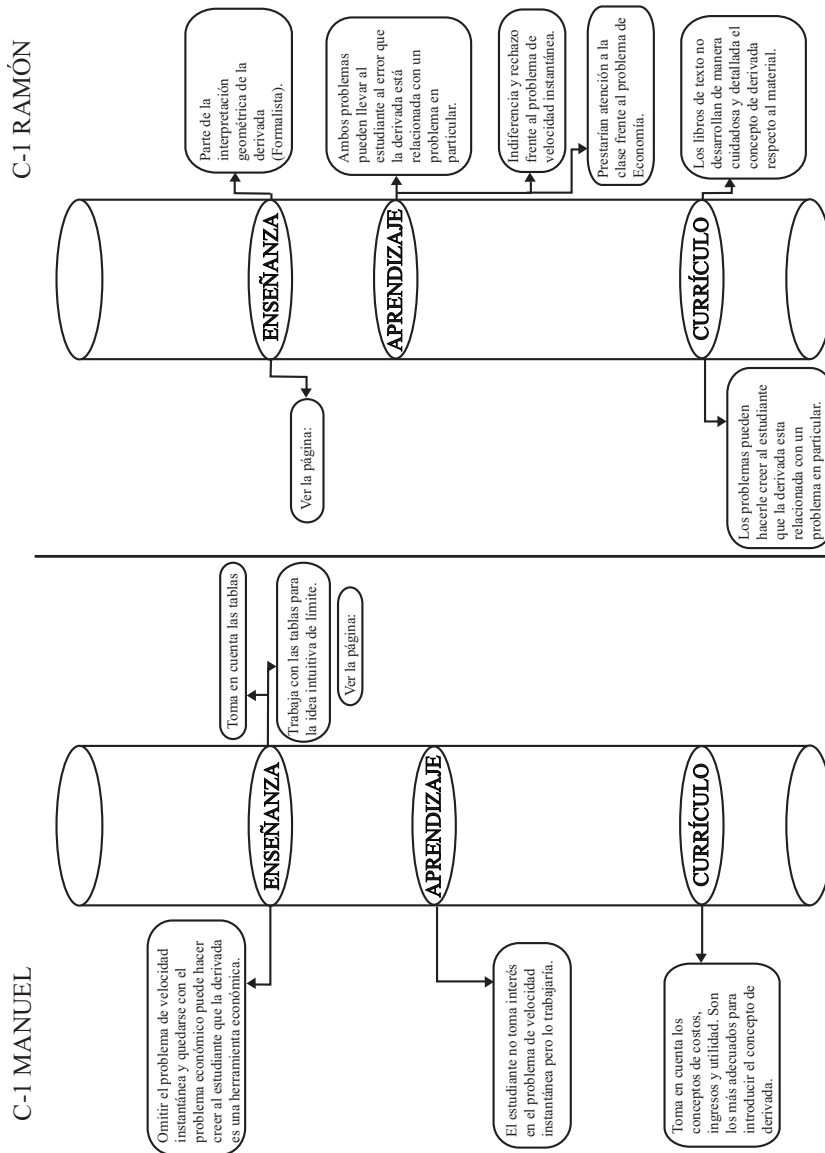 C-1 MANUEL
Omitir el problema de velocidad
instantánea y quedarse con el
problema económico puede hacer
creer al estudiante que la derivada
es una herramienta económica.
ENSEÑANZA
Toma en cuenta las tablas
Trabaja con las tablas para
la idea intuitiva de límite.
Ver la página:
El estudiante no toma interés
en el problema de velocidad
instantánea pero lo trabajaría.
APRENDIZAJE
Toma en cuenta los
conceptos de costos,
ingresos y utilidad. Son
los más adecuados para
introducir el concepto de
derivada.
CURRÍCULO
C-1 RAMÓN
Ver la página:
ENSEÑANZA
Parte de la
interpretación
geométrica de la
derivada
(Formalista).
APRENDIZAJE
Ambos problemas
pueden llevar al
estudiante al error que
la derivada está
relacionada con un
problema en
particular.
Indiferencia y rechazo
frente al problema de
velocidad instantánea.
Prestarían atención a la
clase frente al problema de
Economía.
Los problemas pueden
hacerle creer al estudiante
que la derivada esta
relacionada con un
problema en particular.
CURRÍCULO
Los libros de texto no
desarrollan de manera
cuidadosa y detallada el
concepto de derivada
respecto al material.